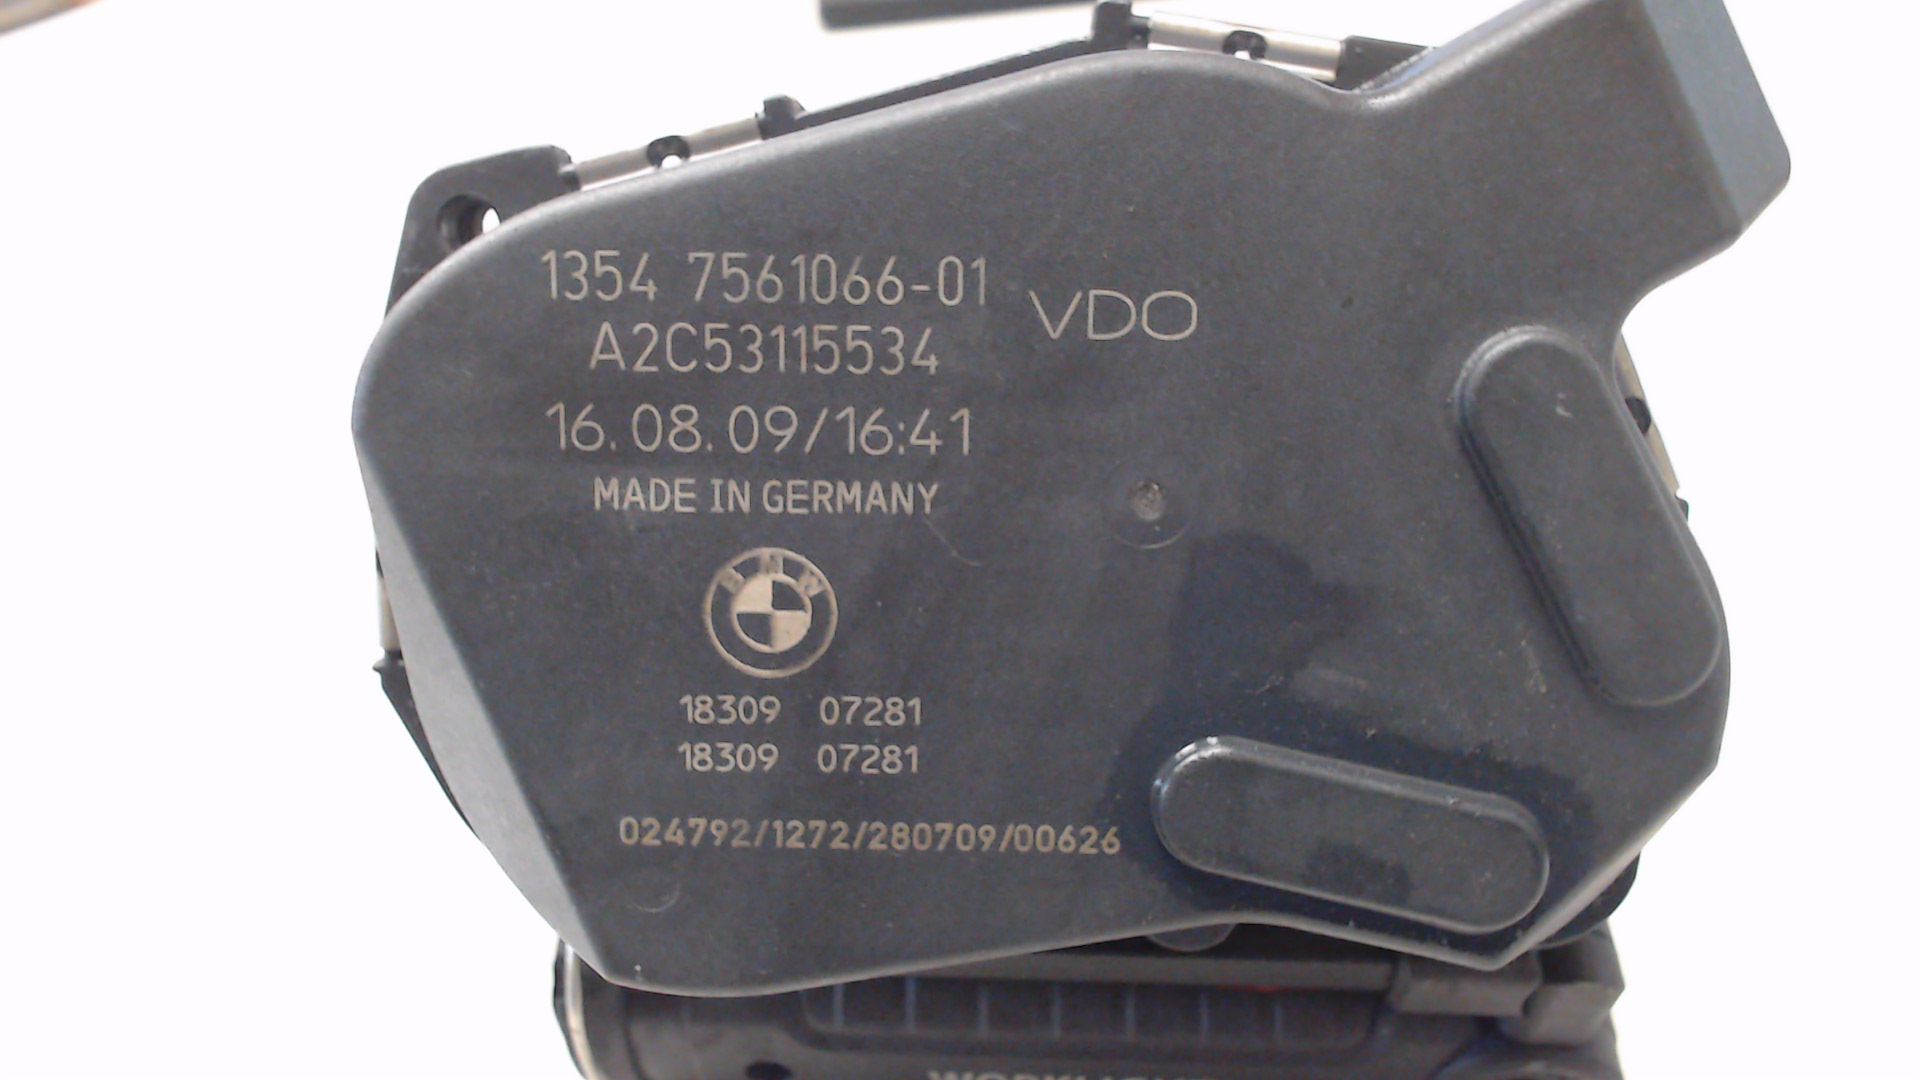 1354 7561066-01
VDO
A2C53115534
16.08.09/16:41
MADE IN GERMANY
BMW
18309 07281
18309 07281
024792/1272/280709/00626